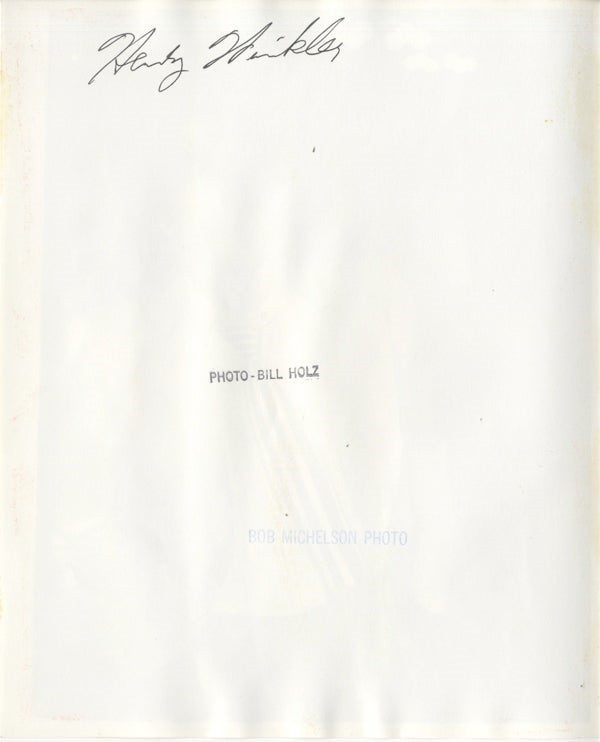 Henry Winkler
PHOTO - BILL HOLZ
BOB MICHELSON PHOTO